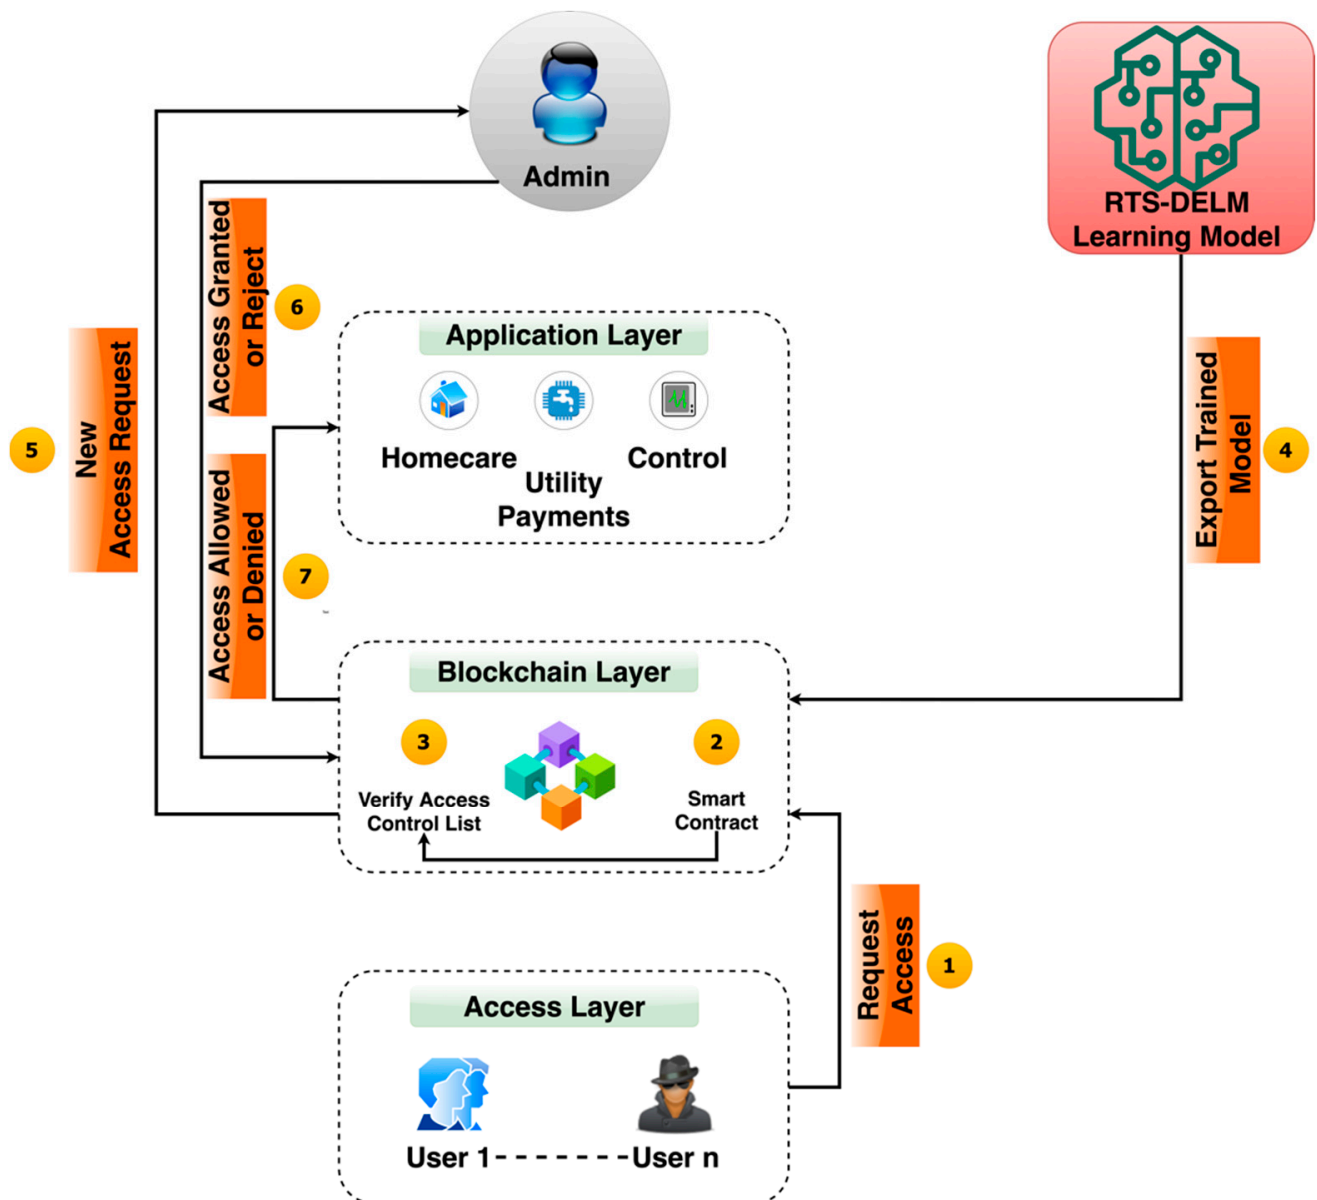 Admin
RTS-DELM
Learning Model
Access Granted
or Reject
6
5
New
Access Request
Application Layer
Homecare
Utility
Payments
Control
Export Trained
Model
4
Access Allowed
or Denied
7
Blockchain Layer
3
2
Verify Access
Control List
Smart
Contract
Request
Access
1
Access Layer
User 1
User n